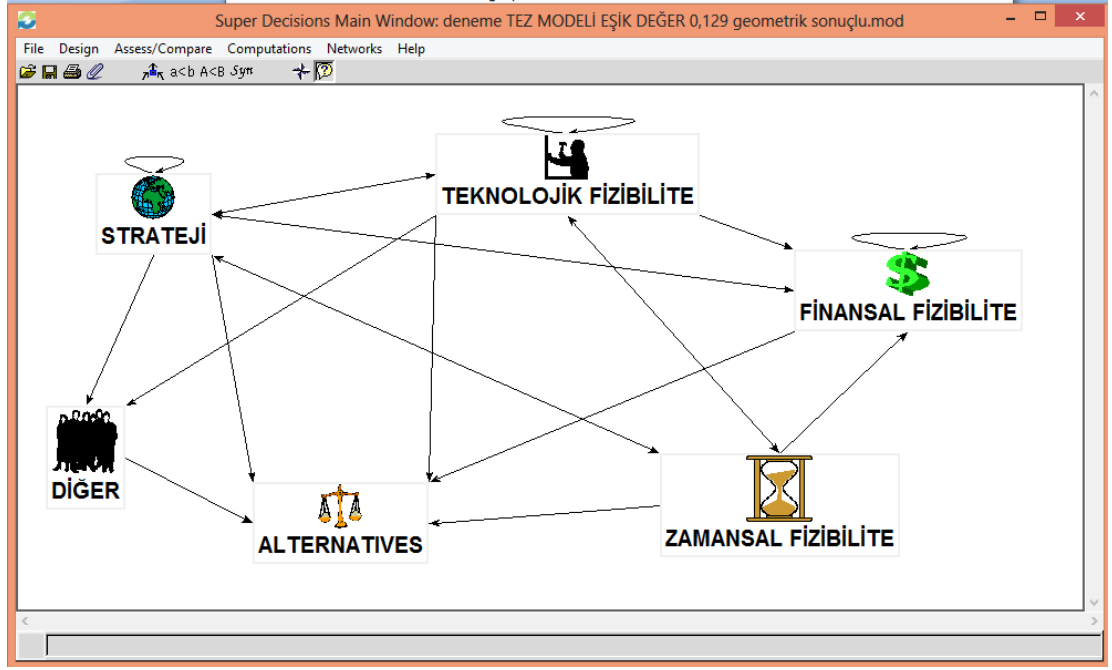 Super Decisions Main Window: deneme TEZ MODELİ EŞİK DEĞER 0,129 geometrik sonuçlu.mod
File Design Assess/Compare Computations Networks Help
a<b A<B Syn
TEKNOLOJİK FİZİBİLİTE
STRATEJİ
FİNANSAL FİZİBİLİTE
DİĞER
ALTERNATIVES
ZAMANSAL FİZİBİLİTE